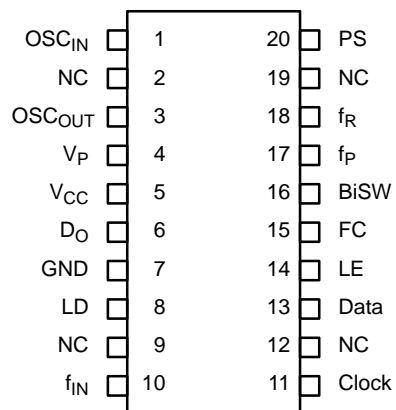 OSCIN 1 20 PS
NC 2 19 NC
OSCOUT 3 18 fR
VP 4 17 fP
VCC 5 16 BiSW
DO 6 15 FC
GND 7 14 LE
LD 8 13 Data
NC 9 12 NC
fIN 10 11 Clock